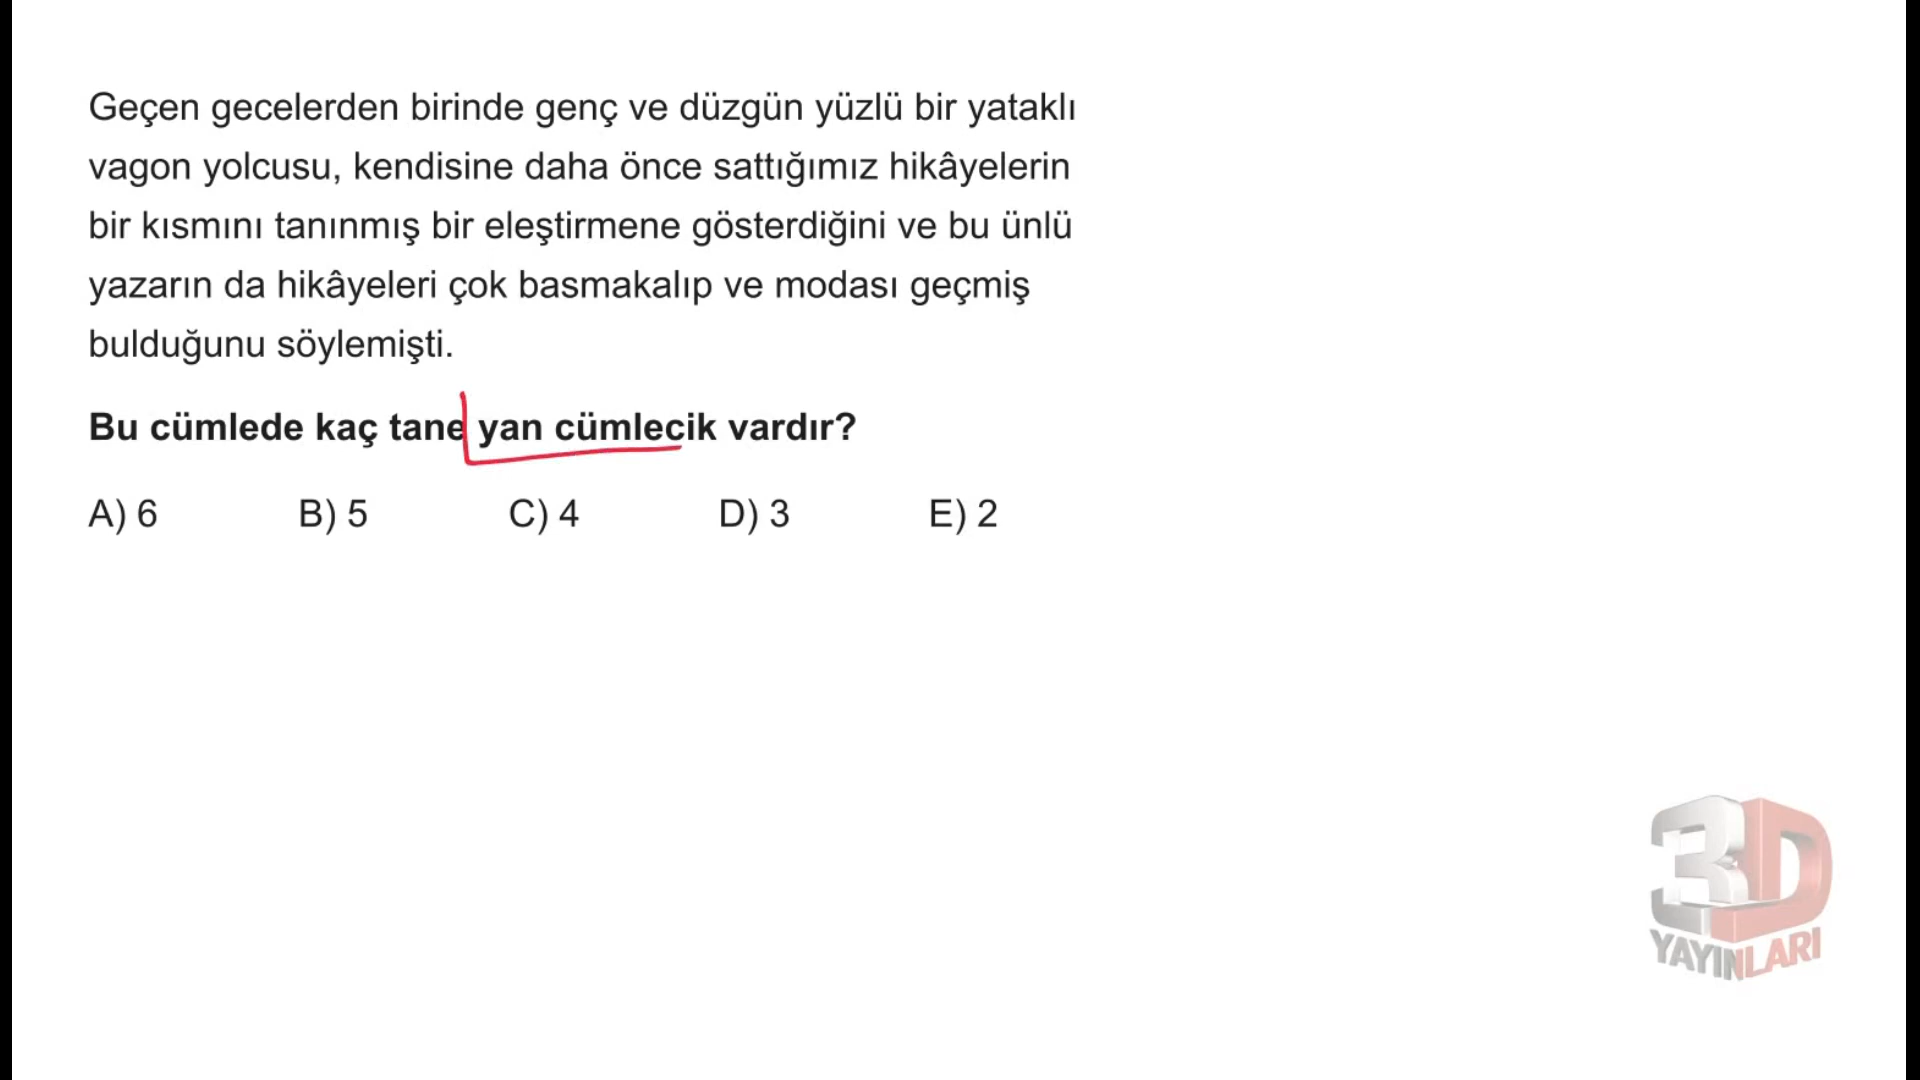 Geçen gecelerden birinde genç ve düzgün yüzlü bir yataklı
vagon yolcusu, kendisine daha önce sattığımız hikâyelerin
bir kısmını tanınmış bir eleştirmene gösterdiğini ve bu ünlü
yazarın da hikâyeleri çok basmakalıp ve modası geçmiş
bulduğunu söylemişti.
Bu cümlede kaç tane yan cümlecik vardır?
A) 6 B) 5 C) 4 D) 3 E) 2
3D
YAYINLARI